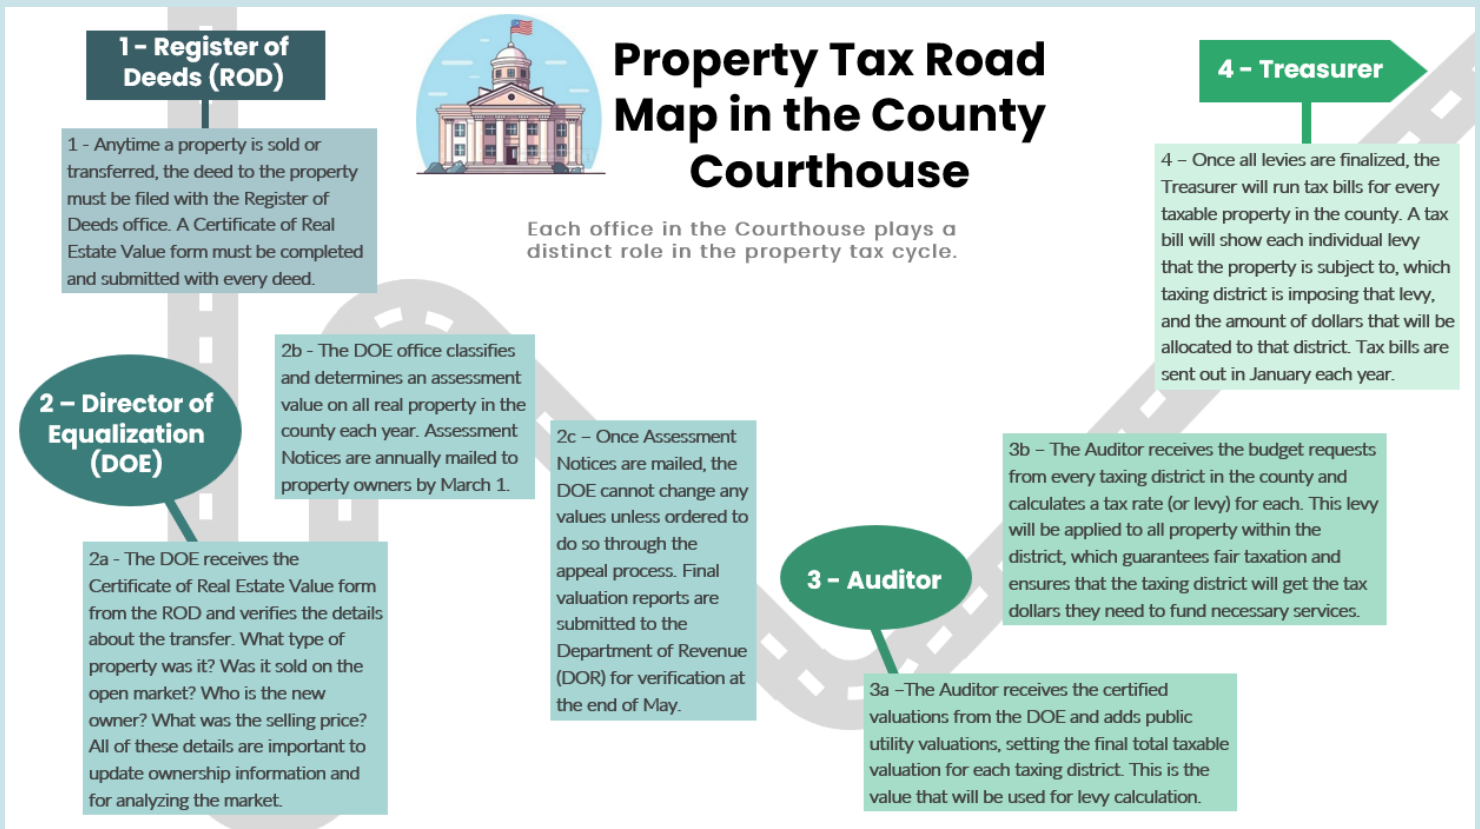 Property Tax Road
Map in the County
Courthouse
Each office in the Courthouse plays a
distinct role in the property tax cycle.
1 - Register of
Deeds (ROD)
1 - Anytime a property is sold or
transferred, the deed to the property
must be filed with the Register of
Deeds office. A Certificate of Real
Estate Value form must be completed
and submitted with every deed.
2 – Director of
Equalization
(DOE)
2a - The DOE receives the
Certificate of Real Estate Value form
from the ROD and verifies the details
about the transfer. What type of
property was it? Was it sold on the
open market? Who is the new
owner? What was the selling price?
All of these details are important to
update ownership information and
for analyzing the market.
2b - The DOE office classifies
and determines an assessment
value on all real property in the
county each year. Assessment
Notices are annually mailed to
property owners by March 1.
2c – Once Assessment
Notices are mailed, the
DOE cannot change any
values unless ordered to
do so through the
appeal process. Final
valuation reports are
submitted to the
Department of Revenue
(DOR) for verification at
the end of May.
3 - Auditor
3a –The Auditor receives the certified
valuations from the DOE and adds public
utility valuations, setting the final total taxable
valuation for each taxing district. This is the
value that will be used for levy calculation.
3b – The Auditor receives the budget requests
from every taxing district in the county and
calculates a tax rate (or levy) for each. This levy
will be applied to all property within the
district, which guarantees fair taxation and
ensures that the taxing district will get the tax
dollars they need to fund necessary services.
4 - Treasurer
4 – Once all levies are finalized, the
Treasurer will run tax bills for every
taxable property in the county. A tax
bill will show each individual levy
that the property is subject to, which
taxing district is imposing that levy,
and the amount of dollars that will be
allocated to that district. Tax bills are
sent out in January each year.